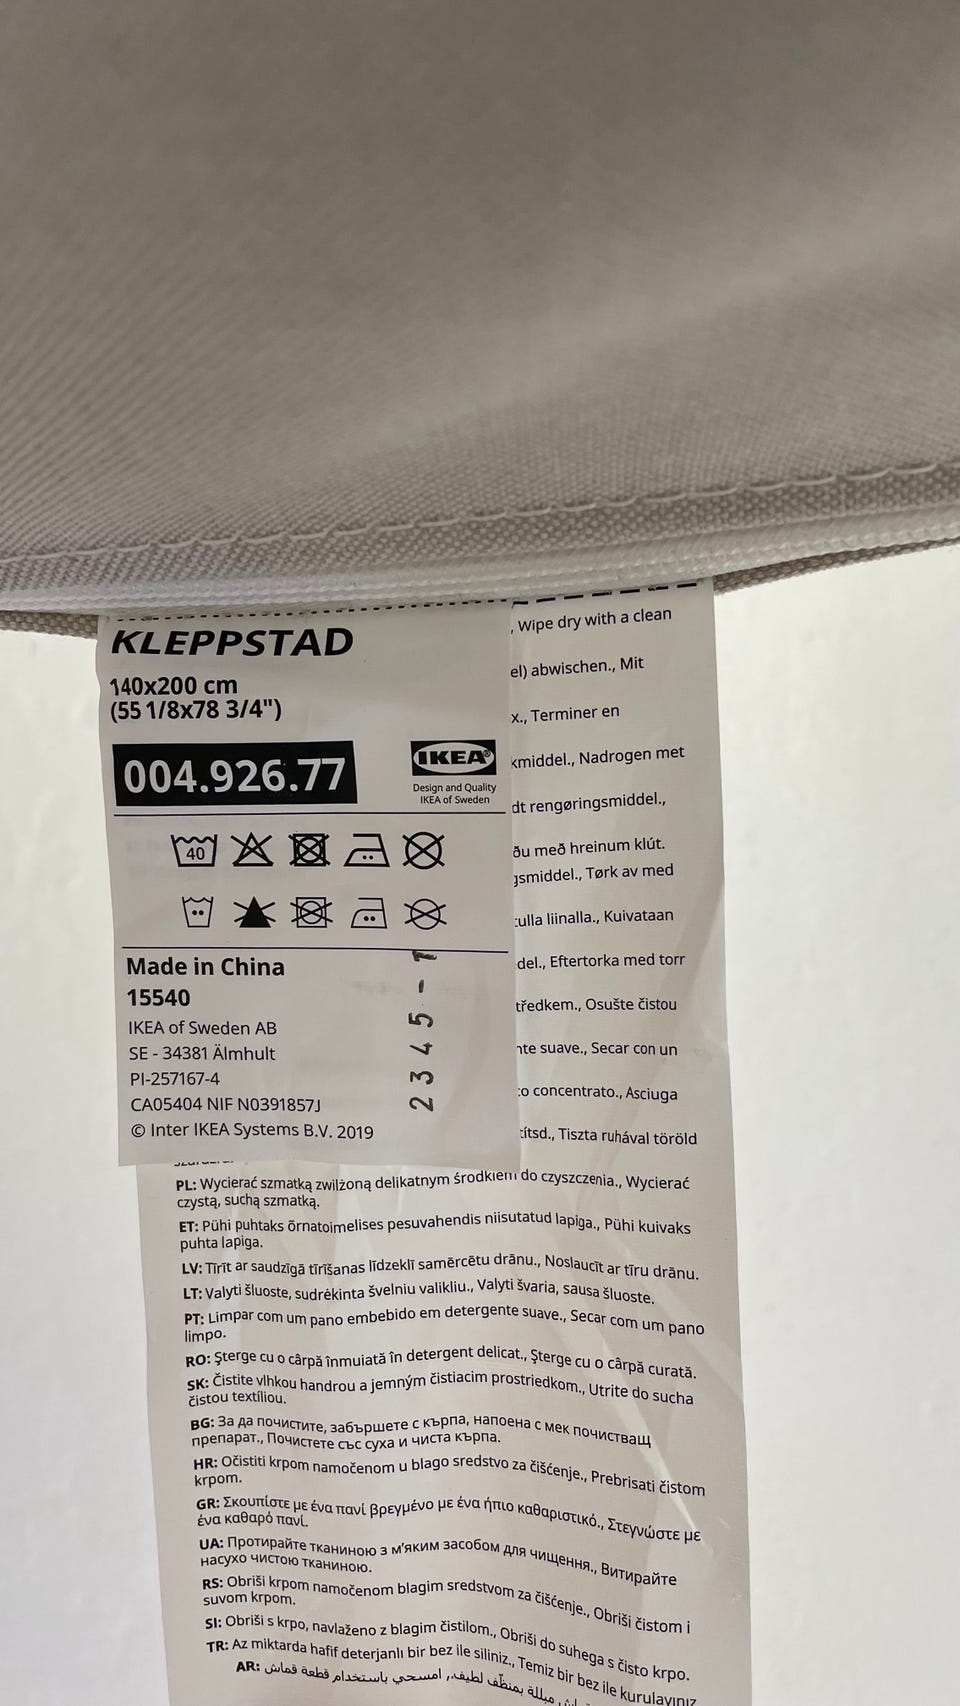 KLEPPSTAD
140x200 cm
(55 1/8x78 3/4")
004.926.77
IKEA®
Design and Quality
IKEA of Sweden
40
Made in China
15540
IKEA of Sweden AB
SE - 34381 Älmhult
PI-257167-4
CA05404 NIF N0391857J
© Inter IKEA Systems B.V. 2019
2345-1
, Wipe dry with a clean
el) abwischen., Mit
x., Terminer en
kmiddel., Nadrogen met
dt rengøringsmiddel.,
ðu með hreinum klút.
gsmiddel., Tørk av med
tulla liinalla., Kuivataan
del., Eftertorka med torr
tředkem., Osušte čistou
nte suave., Secar con un
to concentrato., Asciuga
títsd., Tiszta ruhával töröld
PL: Wycierać szmatką zwilżoną delikatnym środkiem do czyszczenia., Wycierać
czystą, suchą szmatką.
ET: Pühi puhtaks õrnatoimelises pesuvahendis niisutatud lapiga., Pühi kuivaks
puhta lapiga.
LV: Tīrīt ar saudzīgā tīrīšanas līdzeklī samērcētu drānu., Noslaucīt ar tīru drānu.
LT: Valyti šluoste, sudrėkinta švelniu valikliu., Valyti švaria, sausa šluoste.
PT: Limpar com um pano embebido em detergente suave., Secar com um pano
limpo.
RO: Şterge cu o cârpă înmuiată în detergent delicat., Şterge cu o cârpă curată.
SK: Čistite vlhkou handrou a jemným čistiacim prostriedkom., Utrite do sucha
čistou textíliou.
BG: За да почистите, забършете с кърпа, напоена с мек почистващ
препарат., Почистете със суха и чиста кърпа.
HR: Očistiti krpom namočenom u blago sredstvo za čišćenje., Prebrisati čistom
krpom.
GR: Σκουπίστε με ένα πανί βρεγμένο με ένα ήπιο καθαριστικό., Στεγνώστε με
ένα καθαρό πανί.
UA: Протирайте тканиною з м’яким засобом для чищення., Витирайте
насухо чистою тканиною.
RS: Obriši krpom namočenom blagim sredstvom za čišćenje., Obriši čistom i
suvom krpom.
SI: Obriši s krpo, navlaženo z blagim čistilom., Obriši do suhega s čisto krpo.
TR: Az miktarda hafif deterjanlı bir bez ile siliniz., Temiz bir bez ile kurulayınız
AR: امسحي باستخدام قطعة قماش مبللة بمنظّف لطيف.,